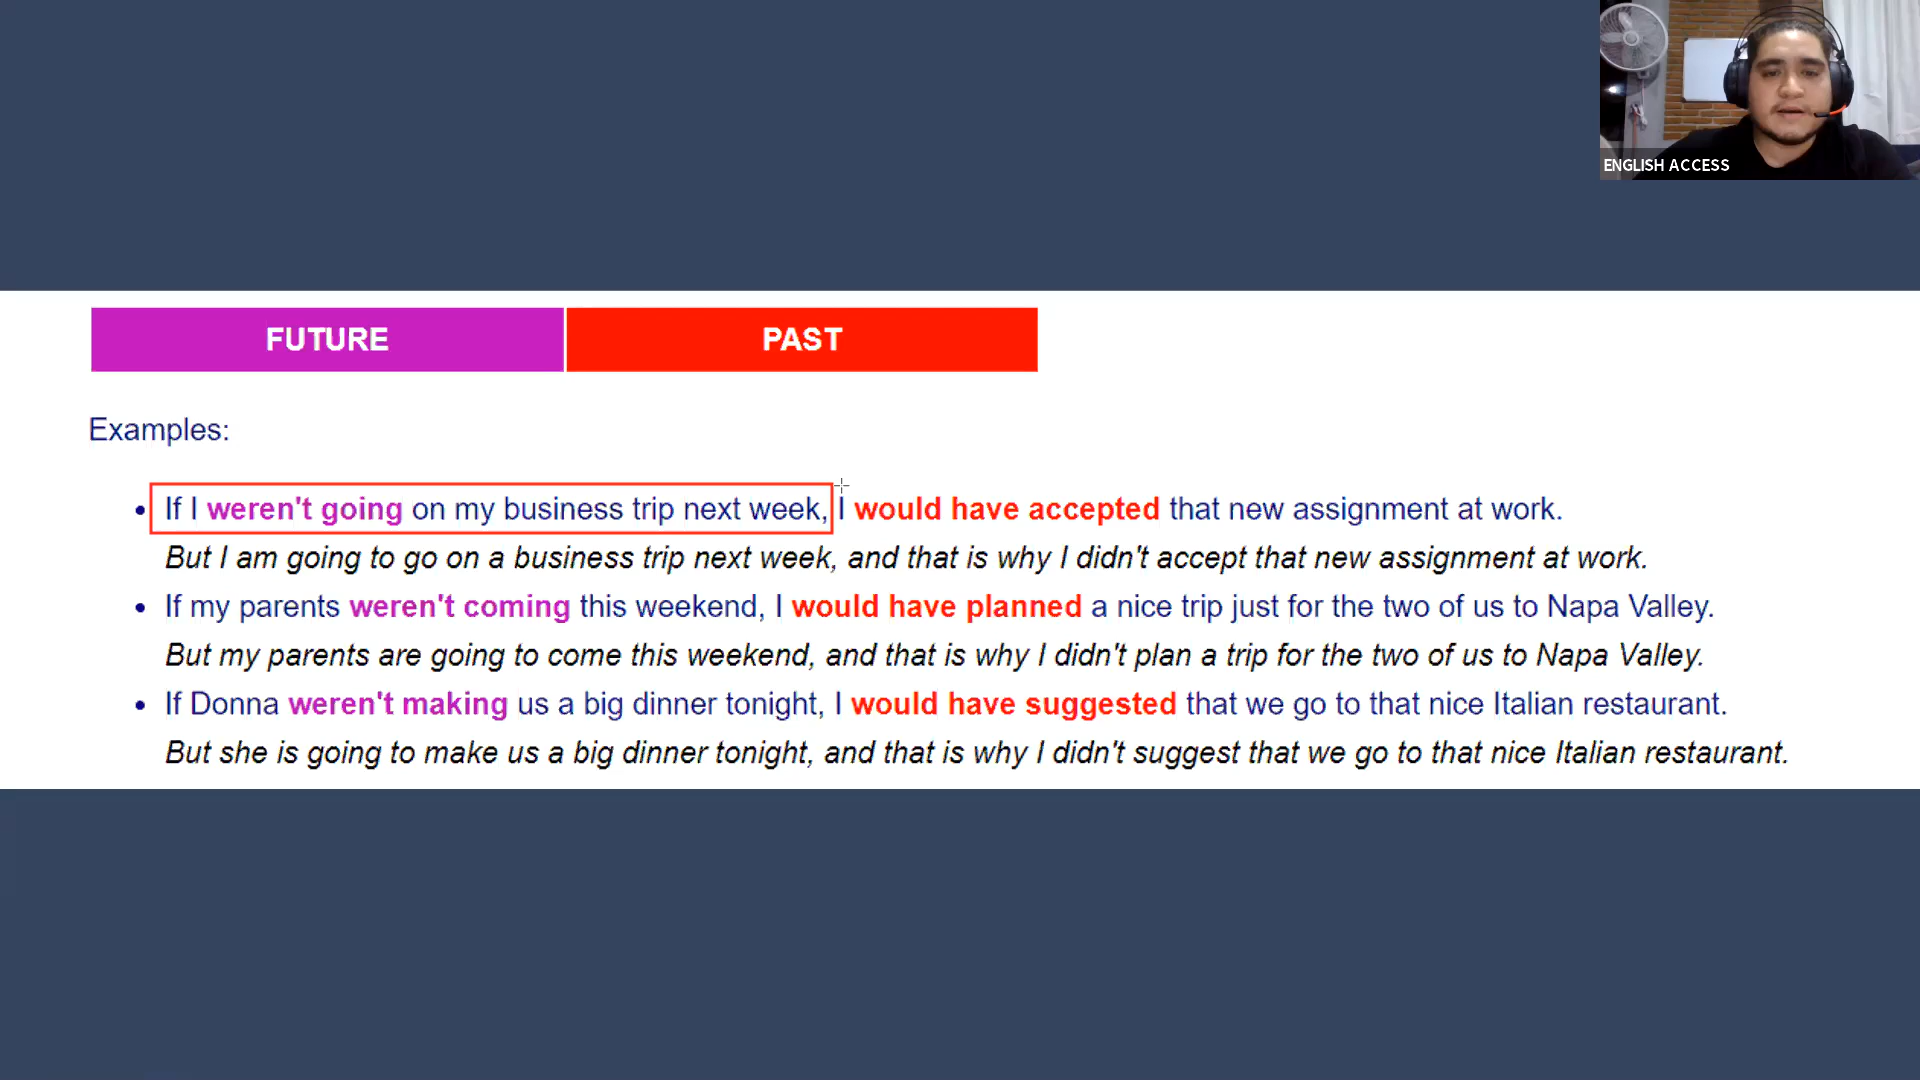 ENGLISH ACCESS
FUTURE PAST
Examples:
• If I weren't going on my business trip next week, I would have accepted that new assignment at work.
But I am going to go on a business trip next week, and that is why I didn't accept that new assignment at work.
• If my parents weren't coming this weekend, I would have planned a nice trip just for the two of us to Napa Valley.
But my parents are going to come this weekend, and that is why I didn't plan a trip for the two of us to Napa Valley.
• If Donna weren't making us a big dinner tonight, I would have suggested that we go to that nice Italian restaurant.
But she is going to make us a big dinner tonight, and that is why I didn't suggest that we go to that nice Italian restaurant.